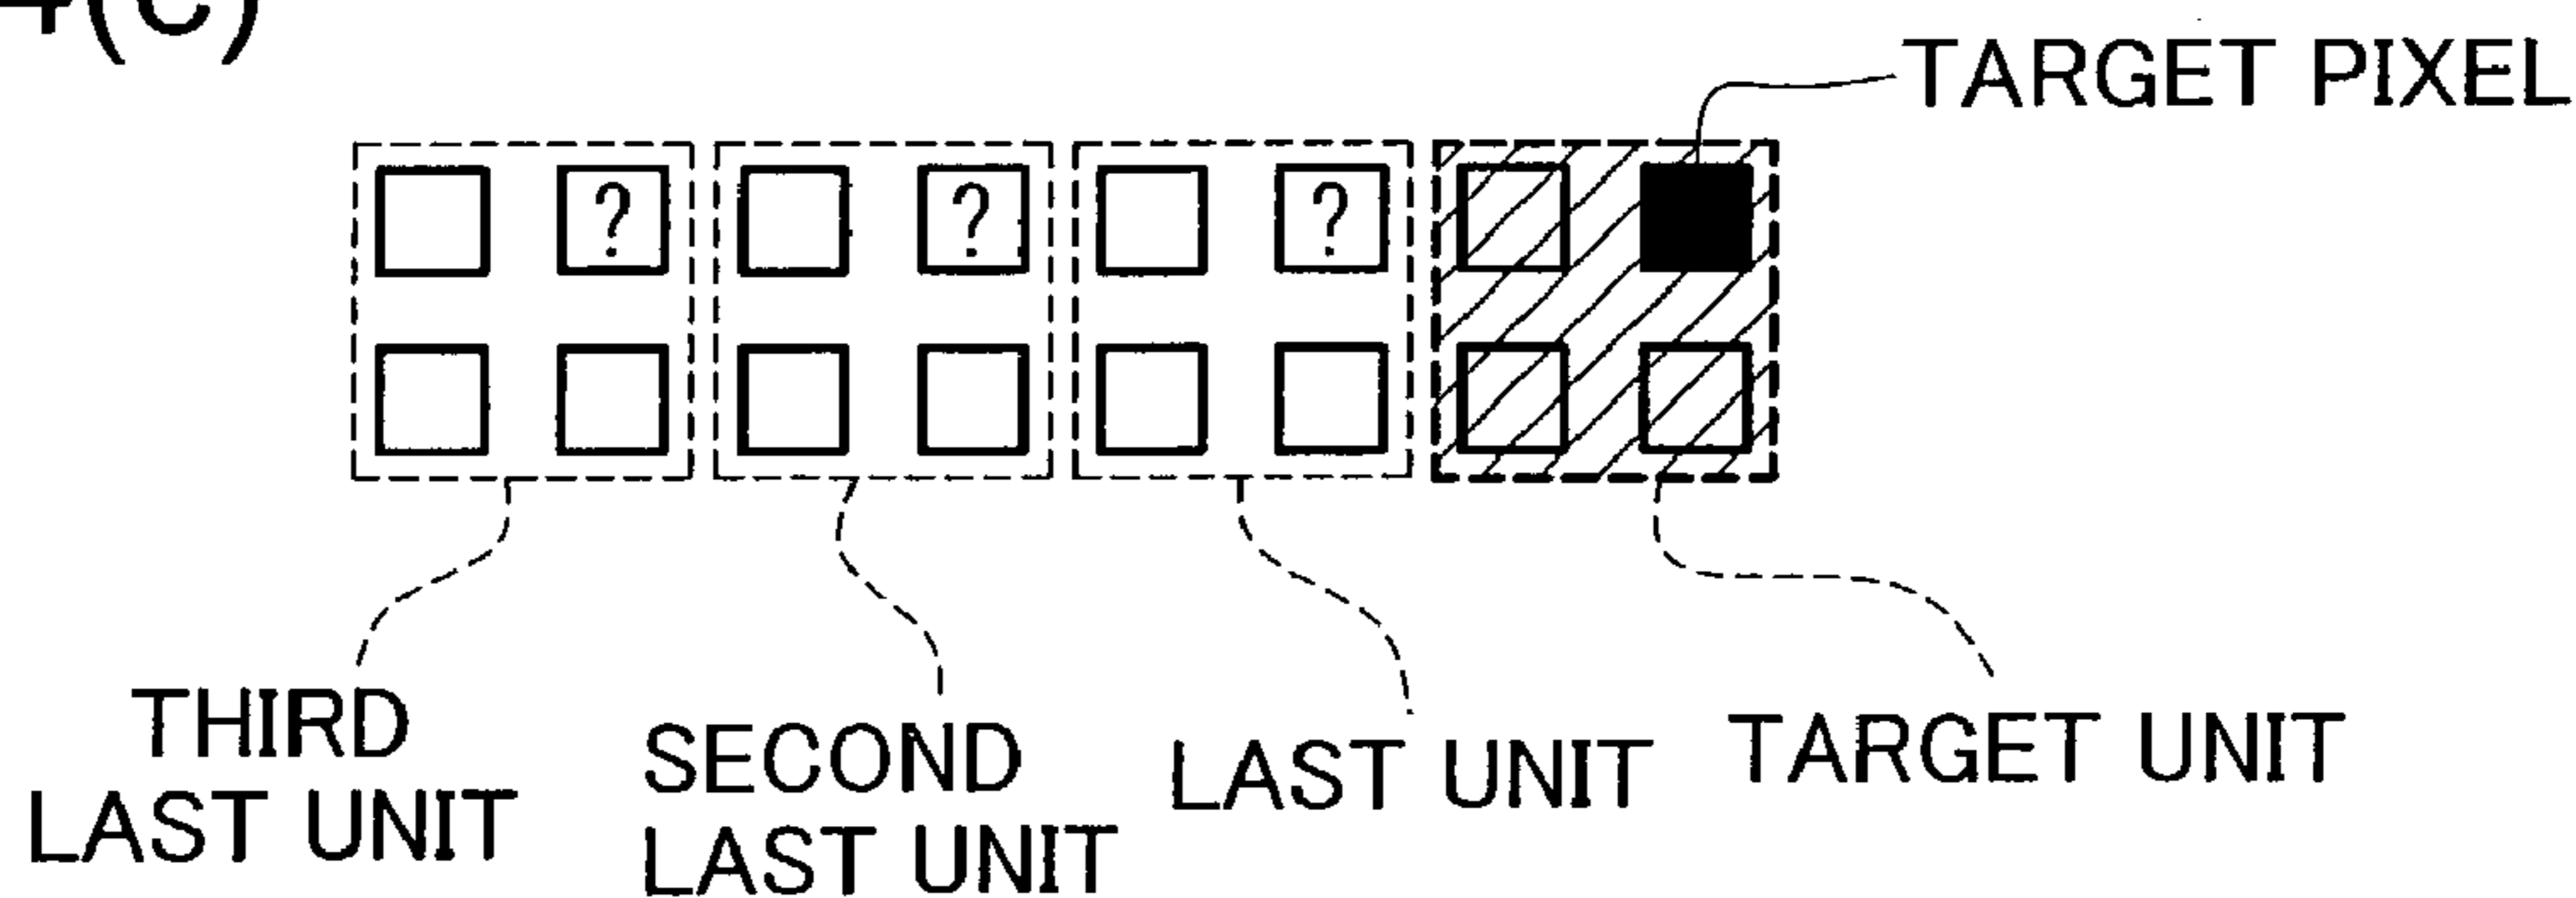 4(C)
TARGET PIXEL
? ? ?
THIRD
LAST UNIT
SECOND
LAST UNIT
LAST UNIT
TARGET UNIT